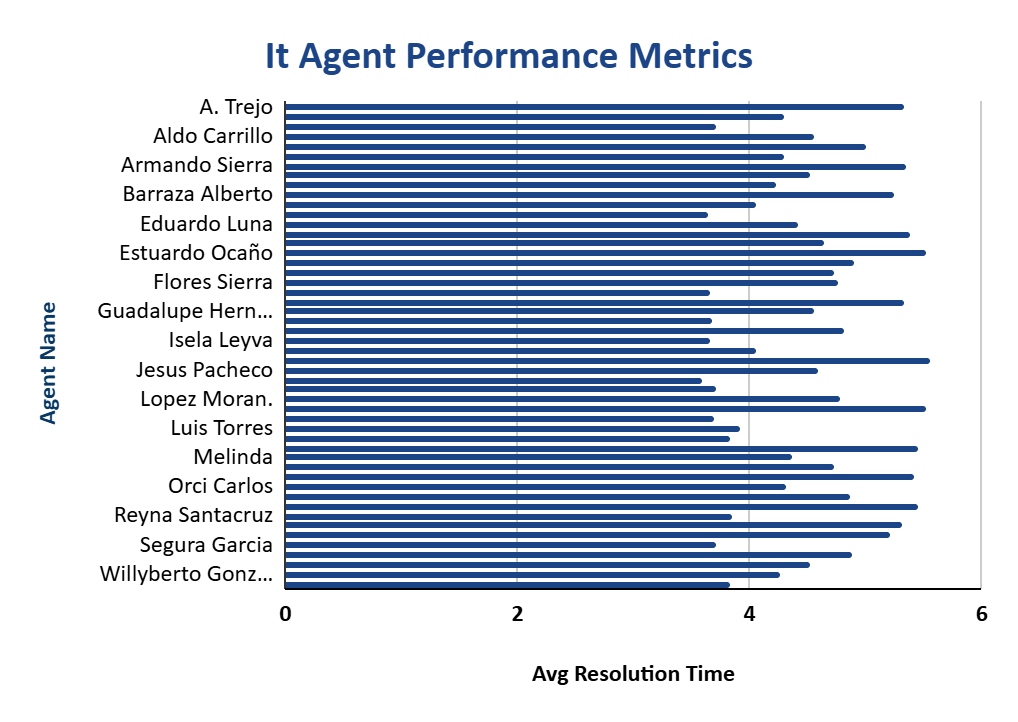 It Agent Performance Metrics
A. Trejo
Aldo Carrillo
Armando Sierra
Barraza Alberto
Eduardo Luna
Estuardo Ocaño
Flores Sierra
Guadalupe Hern...
Isela Leyva
Jesus Pacheco
Lopez Moran.
Luis Torres
Melinda
Orci Carlos
Reyna Santacruz
Segura Garcia
Willyberto Gonz...
Agent Name
0 2 4 6
Avg Resolution Time